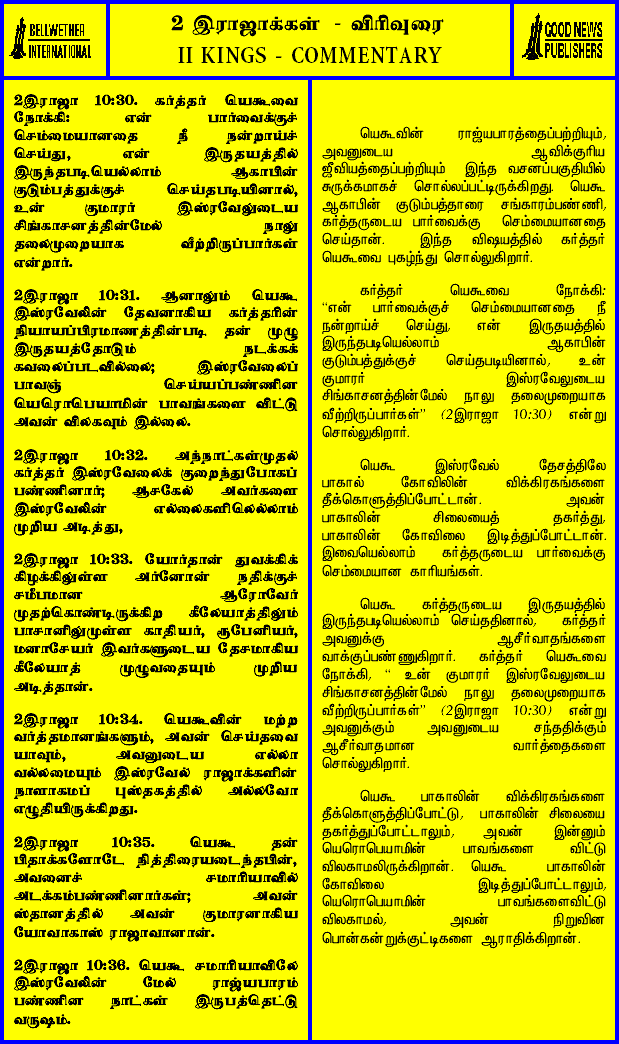 BELLWETHER
INTERNATIONAL
2 இராஜாக்கள் - விரிவுரை
II KINGS - COMMENTARY
GOOD NEWS
PUBLISHERS
2இராஜா 10:30. கர்த்தர் யெகூவை
நோக்கி: என் பார்வைக்குச்
செம்மையானதை நீ நன்றாய்ச்
செய்து, என் இருதயத்தில்
இருந்தபடியெல்லாம் ஆகாபின்
குடும்பத்துக்குச் செய்தபடியினால்,
உன் குமாரர் இஸ்ரவேலுடைய
சிங்காசனத்தின்மேல் நாலு
தலைமுறையாக வீற்றிருப்பார்கள்
என்றார்.
2இராஜா 10:31. ஆனாலும் யெகூ
இஸ்ரவேலின் தேவனாகிய கர்த்தரின்
நியாயப்பிரமாணத்தின்படி தன் முழு
இருதயத்தோடும் நடக்கக்
கவலைப்படவில்லை; இஸ்ரவேலைப்
பாவஞ் செய்யப்பண்ணின
யெரொபெயாமின் பாவங்களை விட்டு
அவன் விலகவும் இல்லை.
2இராஜா 10:32. அந்நாட்கள்முதல்
கர்த்தர் இஸ்ரவேலைக் குறைந்துபோகப்
பண்ணினார்; ஆசகேல் அவர்களை
இஸ்ரவேலின் எல்லைகளிலெல்லாம்
முறிய அடித்து,
2இராஜா 10:33. யோர்தான் துவக்கிக்
கிழக்கிலுள்ள அர்னோன் நதிக்குச்
சமீபமான ஆரோவேர்
முதற்கொண்டிருக்கிற கீலேயாத்திலும்
பாசானிலுமுள்ள காதியர், ரூபேனியர்,
மனாசேயர் இவர்களுடைய தேசமாகிய
கீலேயாத் முழுவதையும் முறிய
அடித்தான்.
2இராஜா 10:34. யெகூவின் மற்ற
வர்த்தமானங்களும், அவன் செய்தவை
யாவும், அவனுடைய எல்லா
வல்லமையும் இஸ்ரவேல் ராஜாக்களின்
நாளாகமப் புஸ்தகத்தில் அல்லவோ
எழுதியிருக்கிறது.
2இராஜா 10:35. யெகூ தன்
பிதாக்களோடே நித்திரையடைந்தபின்,
அவனைச் சமாரியாவில்
அடக்கம்பண்ணினார்கள்; அவன்
ஸ்தானத்தில் அவன் குமாரனாகிய
யோவாகாஸ் ராஜாவானான்.
2இராஜா 10:36. யெகூ சமாரியாவிலே
இஸ்ரவேலின் மேல் ராஜ்யபாரம்
பண்ணின நாட்கள் இருபத்தெட்டு
வருஷம்.
யெகூவின் ராஜ்யபாரத்தைப்பற்றியும்,
அவனுடைய ஆவிக்குரிய
ஜீவியத்தைப்பற்றியும் இந்த வசனப்பகுதியில்
சுருக்கமாகச் சொல்லப்பட்டிருக்கிறது. யெகூ
ஆகாபின் குடும்பத்தாரை சங்காரம்பண்ணி,
கர்த்தருடைய பார்வைக்கு செம்மையானதை
செய்தான். இந்த விஷயத்தில் கர்த்தர்
யெகூவை புகழ்ந்து சொல்லுகிறார்.
கர்த்தர் யெகூவை நோக்கி:
“என் பார்வைக்குச் செம்மையானதை நீ
நன்றாய்ச் செய்து, என் இருதயத்தில்
இருந்தபடியெல்லாம் ஆகாபின்
குடும்பத்துக்குச் செய்தபடியினால், உன்
குமாரர் இஸ்ரவேலுடைய
சிங்காசனத்தின்மேல் நாலு தலைமுறையாக
வீற்றிருப்பார்கள்” (2இராஜா 10:30) என்று
சொல்லுகிறார்.
யெகூ இஸ்ரவேல் தேசத்திலே
பாகால் கோவிலின் விக்கிரகங்களை
தீக்கொளுத்திப்போட்டான். அவன்
பாகாலின் சிலையைத் தகர்த்து,
பாகாலின் கோவிலை இடித்துப்போட்டான்.
இவையெல்லாம் கர்த்தருடைய பார்வைக்கு
செம்மையான காரியங்கள்.
யெகூ கர்த்தருடைய இருதயத்தில்
இருந்தபடியெல்லாம் செய்ததினால், கர்த்தர்
அவனுக்கு ஆசீர்வாதங்களை
வாக்குப்பண்ணுகிறார். கர்த்தர் யெகூவை
நோக்கி, “ உன் குமாரர் இஸ்ரவேலுடைய
சிங்காசனத்தின்மேல் நாலு தலைமுறையாக
வீற்றிருப்பார்கள்” (2இராஜா 10:30) என்று
அவனுக்கும் அவனுடைய சந்ததிக்கும்
ஆசீர்வாதமான வார்த்தைகளை
சொல்லுகிறார்.
யெகூ பாகாலின் விக்கிரகங்களை
தீக்கொளுத்திப்போட்டு, பாகாலின் சிலையை
தகர்த்துப்போட்டாலும், அவன் இன்னும்
யெரொபெயாமின் பாவங்களை விட்டு
விலகாமலிருக்கிறான். யெகூ பாகாலின்
கோவிலை இடித்துப்போட்டாலும்,
யெரொபெயாமின் பாவங்களைவிட்டு
விலகாமல், அவன் நிறுவின
பொன்கன்றுக்குட்டிகளை ஆராதிக்கிறான்.